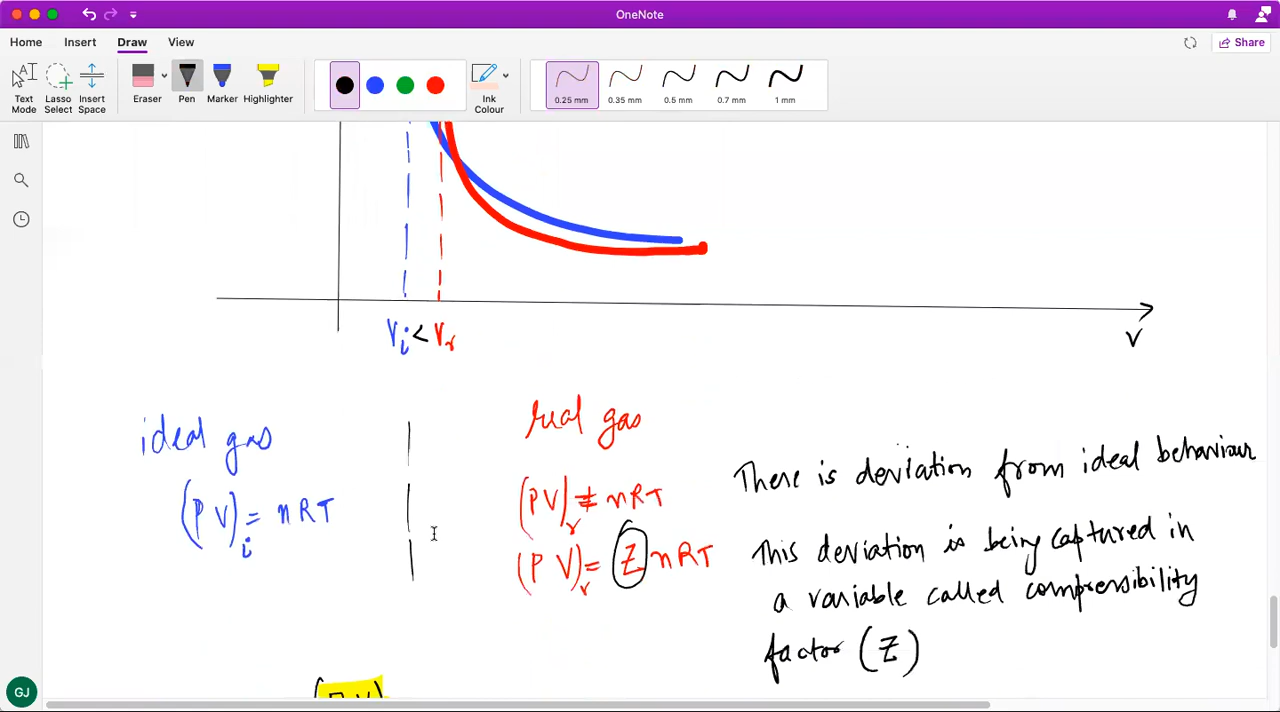 OneNote
Home Insert Draw View
Share
Text Mode
Lasso Select
Insert Space
Eraser
Pen
Marker
Highlighter
Ink Colour
0.25 mm
0.35 mm
0.5 mm
0.7 mm
1 mm
Vi < Vr
V
ideal gas
(PV)i = nRT
real gas
(PV)r ≠ nRT
(PV)r = Z nRT
There is deviation from ideal behaviour
This deviation is being captured in
a variable called compressibility
factor (Z)
GJ